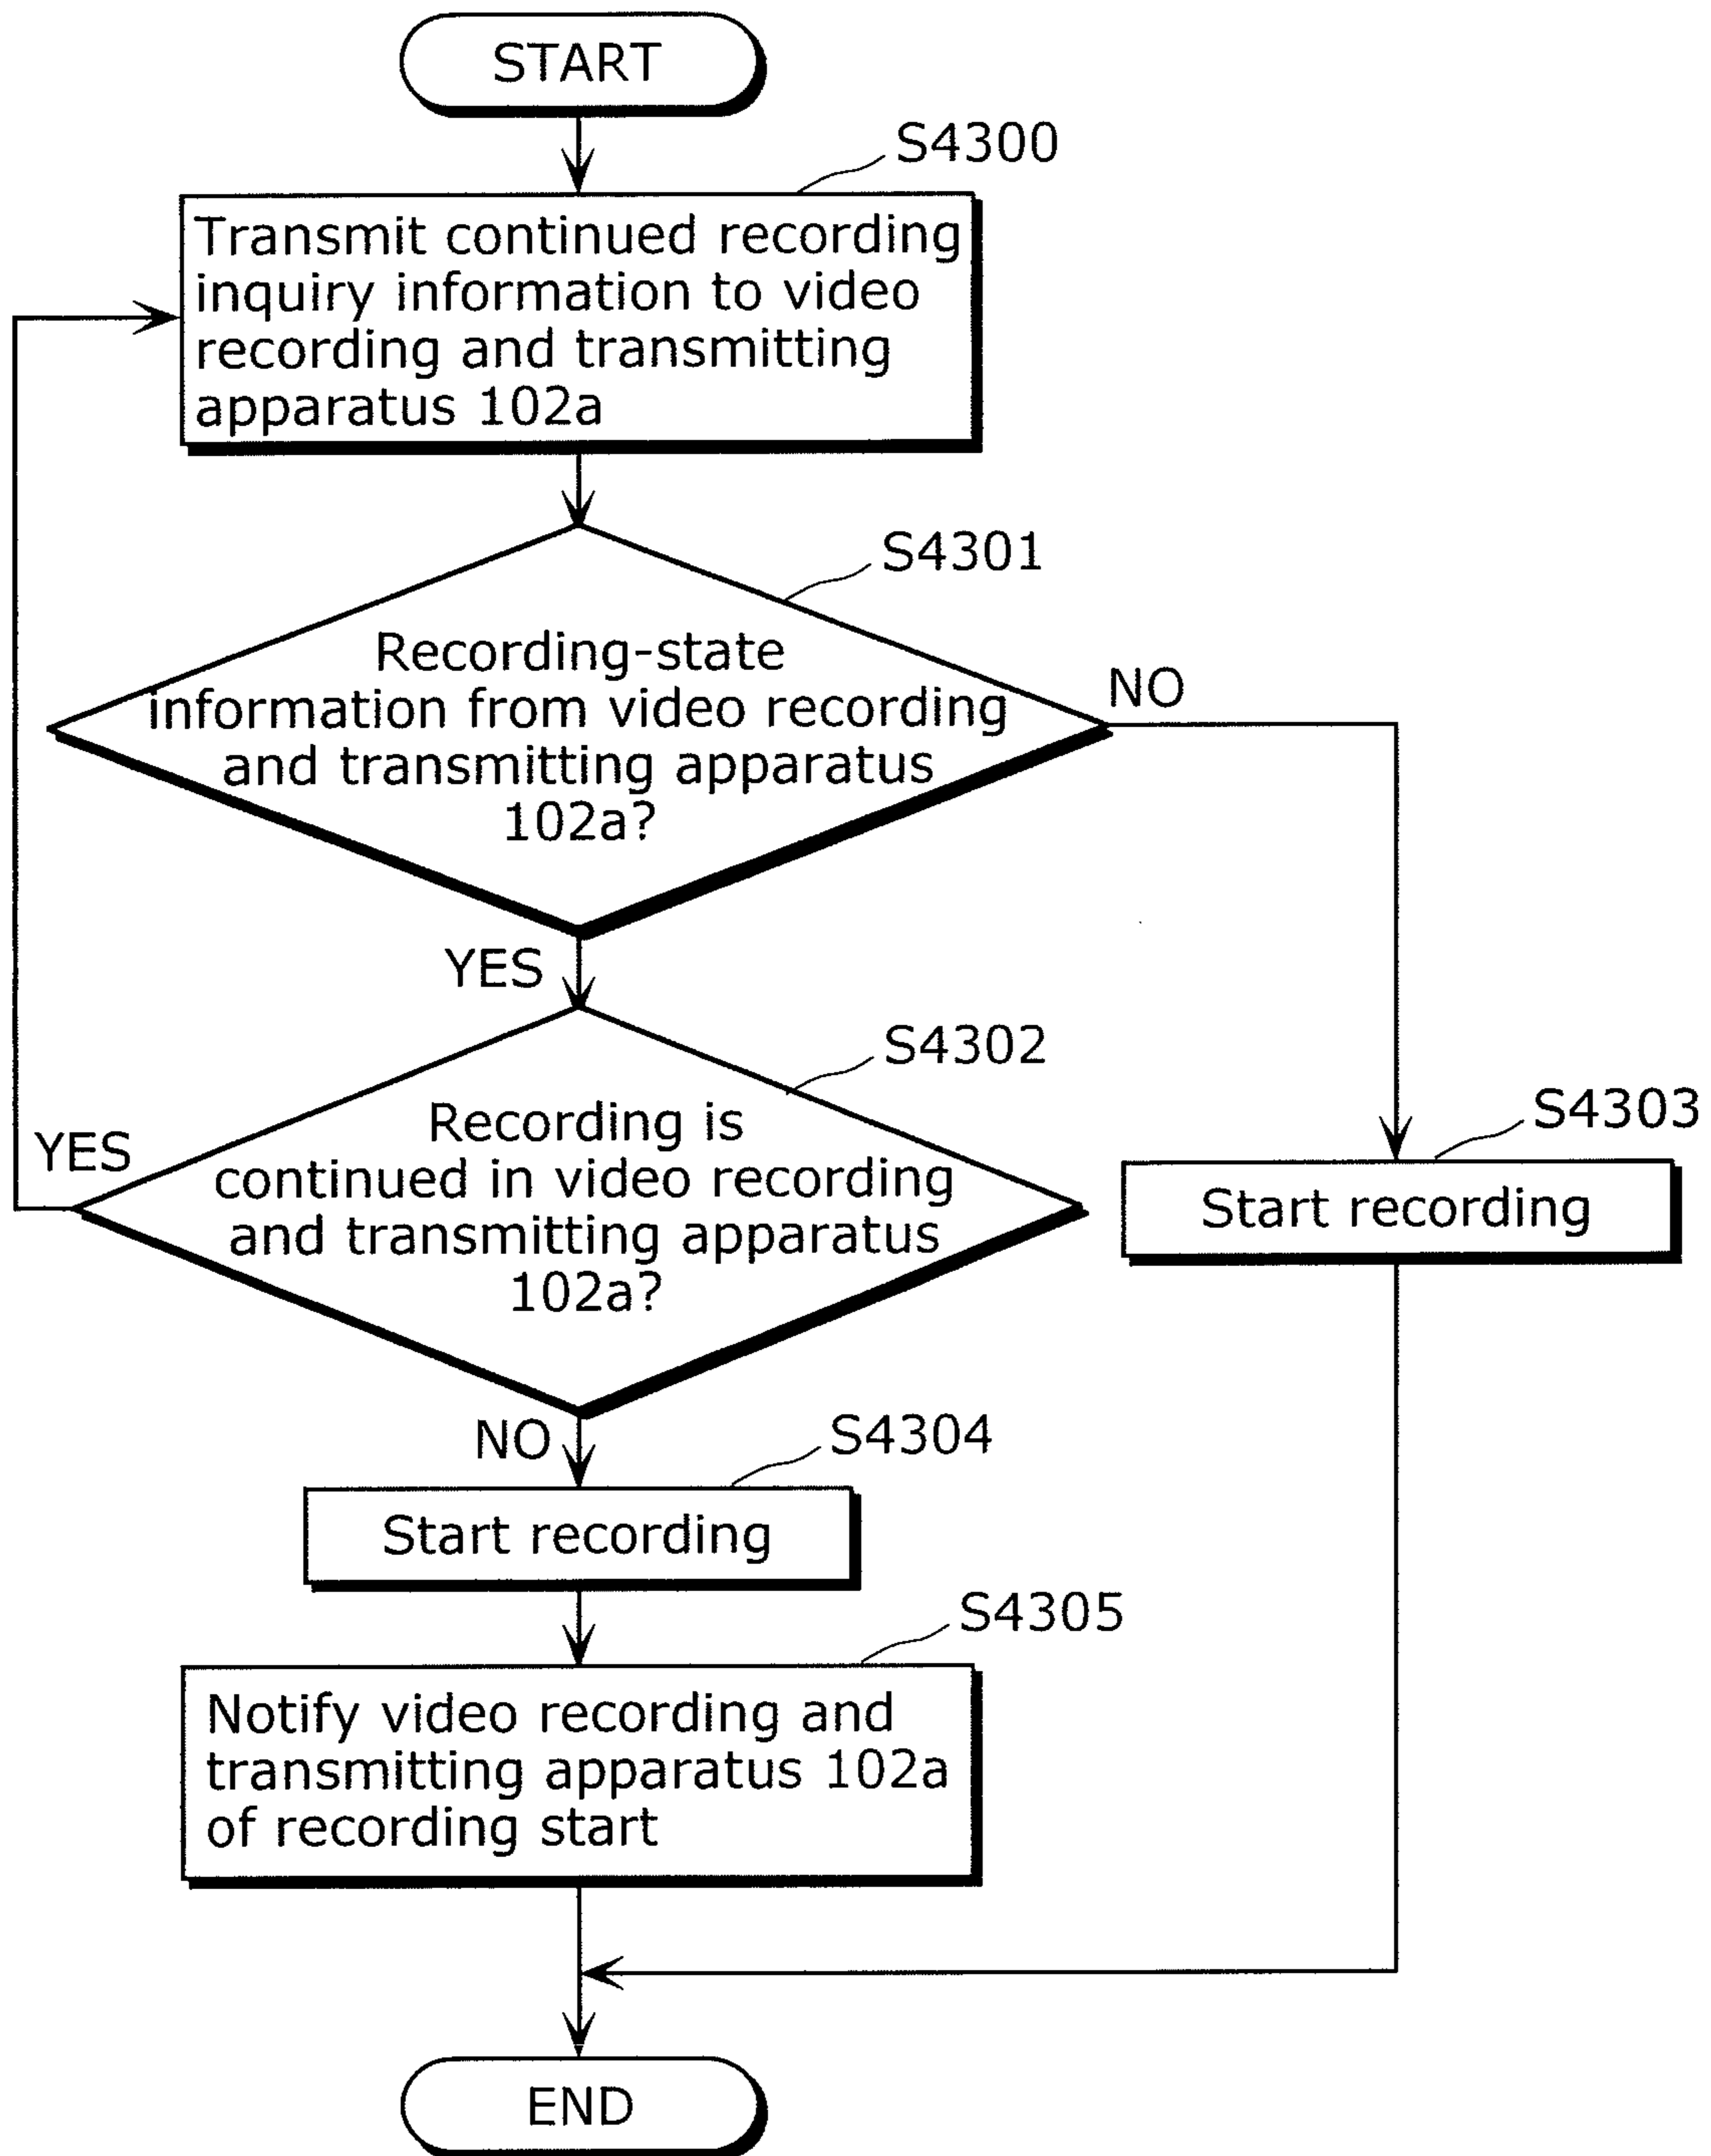 START
S4300
Transmit continued recording
inquiry information to video
recording and transmitting
apparatus 102a
S4301
Recording-state
information from video recording
and transmitting apparatus
102a?
NO
YES
S4302
Recording is
continued in video recording
and transmitting apparatus
102a?
YES
S4303
Start recording
NO
S4304
Start recording
S4305
Notify video recording and
transmitting apparatus 102a
of recording start
END